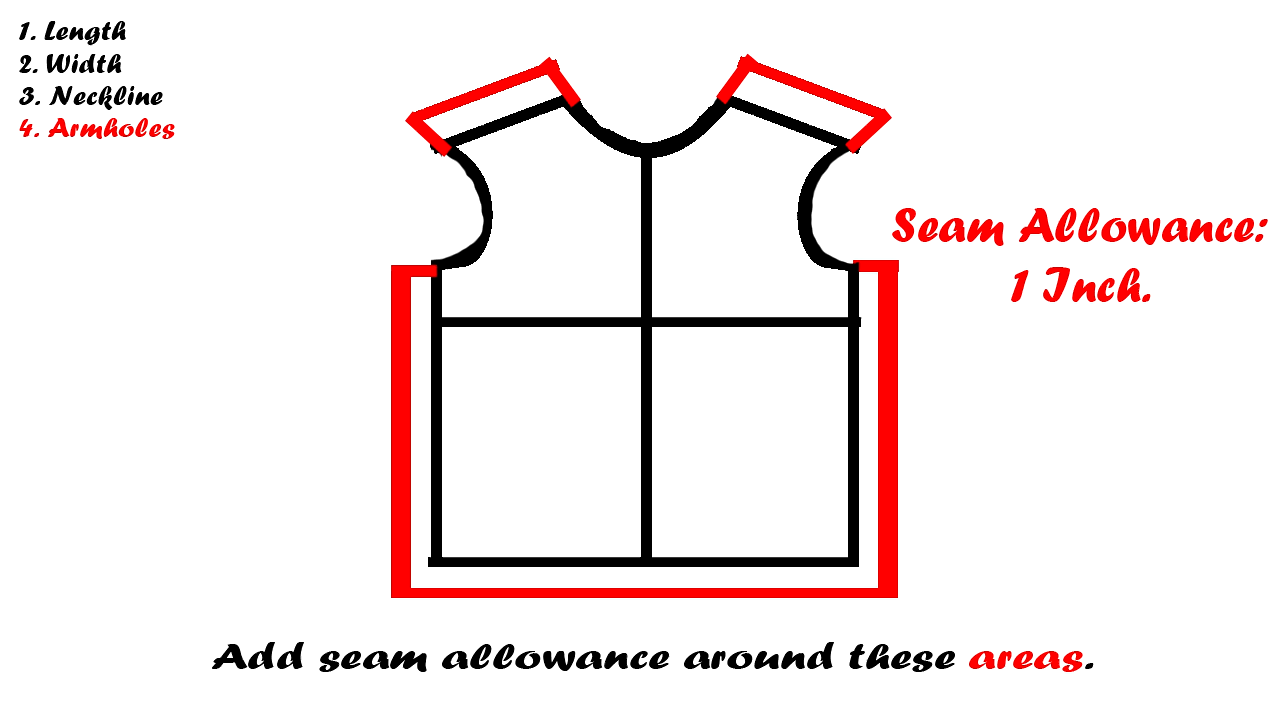 1. Length
2. Width
3. Neckline
4. Armholes
Seam Allowance:
1 Inch.
Add seam allowance around these areas.